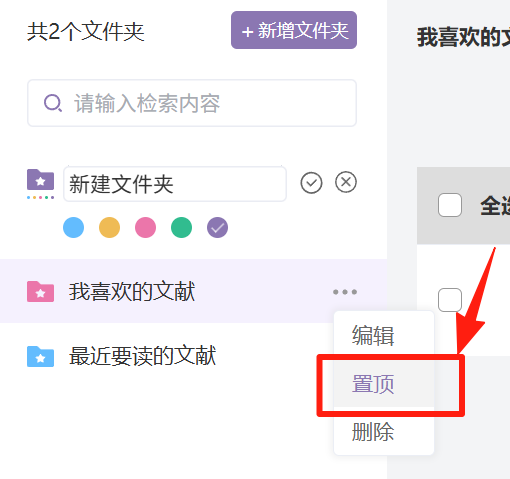 共2个文件夹
+ 新增文件夹
我喜欢的文
请输入检索内容
新建文件夹
全选
我喜欢的文献
编辑
最近要读的文献
置顶
删除